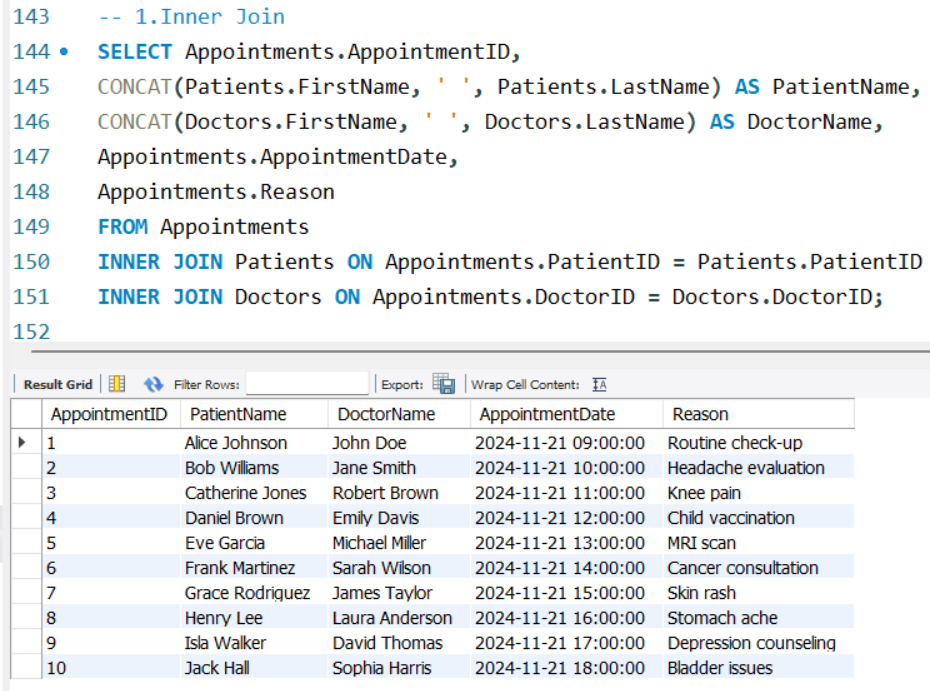 143 -- 1.Inner Join
144 SELECT Appointments.AppointmentID,
145 CONCAT(Patients.FirstName, ' ', Patients.LastName) AS PatientName,
146 CONCAT(Doctors.FirstName, ' ', Doctors.LastName) AS DoctorName,
147 Appointments.AppointmentDate,
148 Appointments.Reason
149 FROM Appointments
150 INNER JOIN Patients ON Appointments.PatientID = Patients.PatientID
151 INNER JOIN Doctors ON Appointments.DoctorID = Doctors.DoctorID;
152
Result Grid Filter Rows: Export: Wrap Cell Content:
AppointmentID PatientName DoctorName AppointmentDate Reason
1 Alice Johnson John Doe 2024-11-21 09:00:00 Routine check-up
2 Bob Williams Jane Smith 2024-11-21 10:00:00 Headache evaluation
3 Catherine Jones Robert Brown 2024-11-21 11:00:00 Knee pain
4 Daniel Brown Emily Davis 2024-11-21 12:00:00 Child vaccination
5 Eve Garcia Michael Miller 2024-11-21 13:00:00 MRI scan
6 Frank Martinez Sarah Wilson 2024-11-21 14:00:00 Cancer consultation
7 Grace Rodriguez James Taylor 2024-11-21 15:00:00 Skin rash
8 Henry Lee Laura Anderson 2024-11-21 16:00:00 Stomach ache
9 Isla Walker David Thomas 2024-11-21 17:00:00 Depression counseling
10 Jack Hall Sophia Harris 2024-11-21 18:00:00 Bladder issues